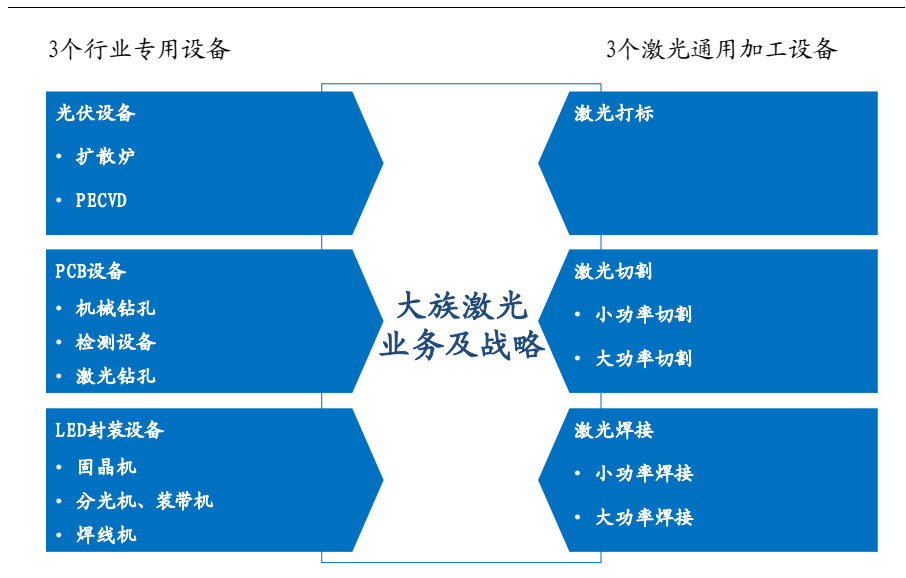 3个行业专用设备
3个激光通用加工设备
光伏设备
• 扩散炉
• PECVD
PCB设备
• 机械钻孔
• 检测设备
• 激光钻孔
LED封装设备
• 固晶机
• 分光机、装带机
• 焊线机
大族激光
业务及战略
激光打标
激光切割
• 小功率切割
• 大功率切割
激光焊接
• 小功率焊接
• 大功率焊接